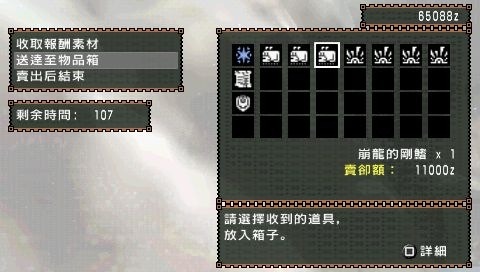 65088z
收取報酬素材
送達至物品箱
賣出后結束
剩余時間： 107
崩龍的剛鰭 x 1
賣卻額： 11000z
請選擇收到的道具，
放入箱子。
詳細